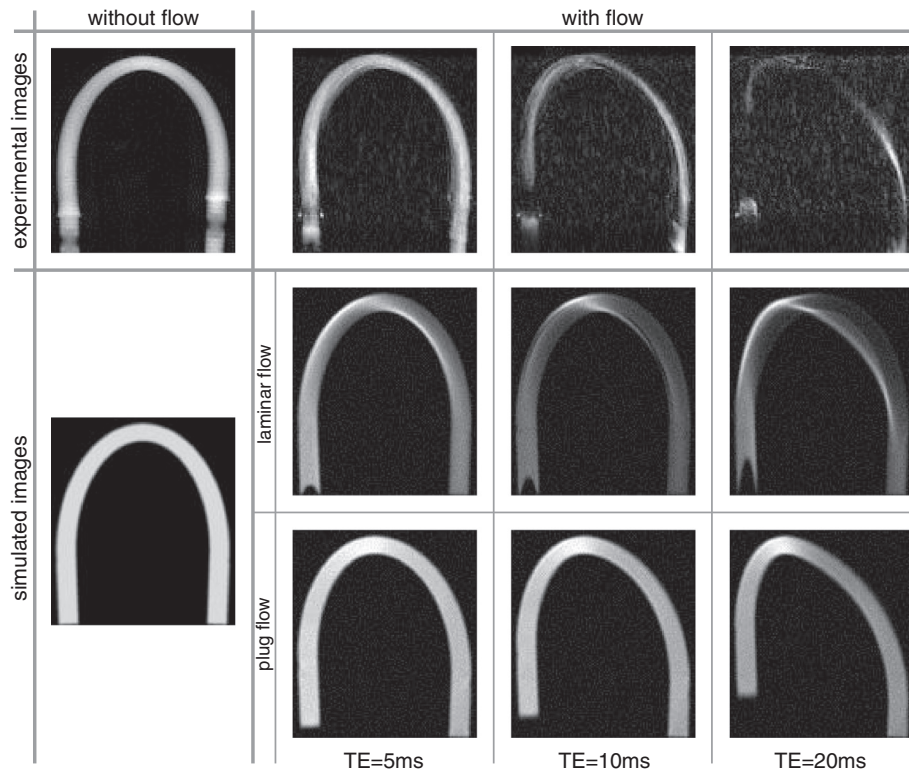 without flow
with flow
experimental images
simulated images
laminar flow
plug flow
TE=5ms
TE=10ms
TE=20ms